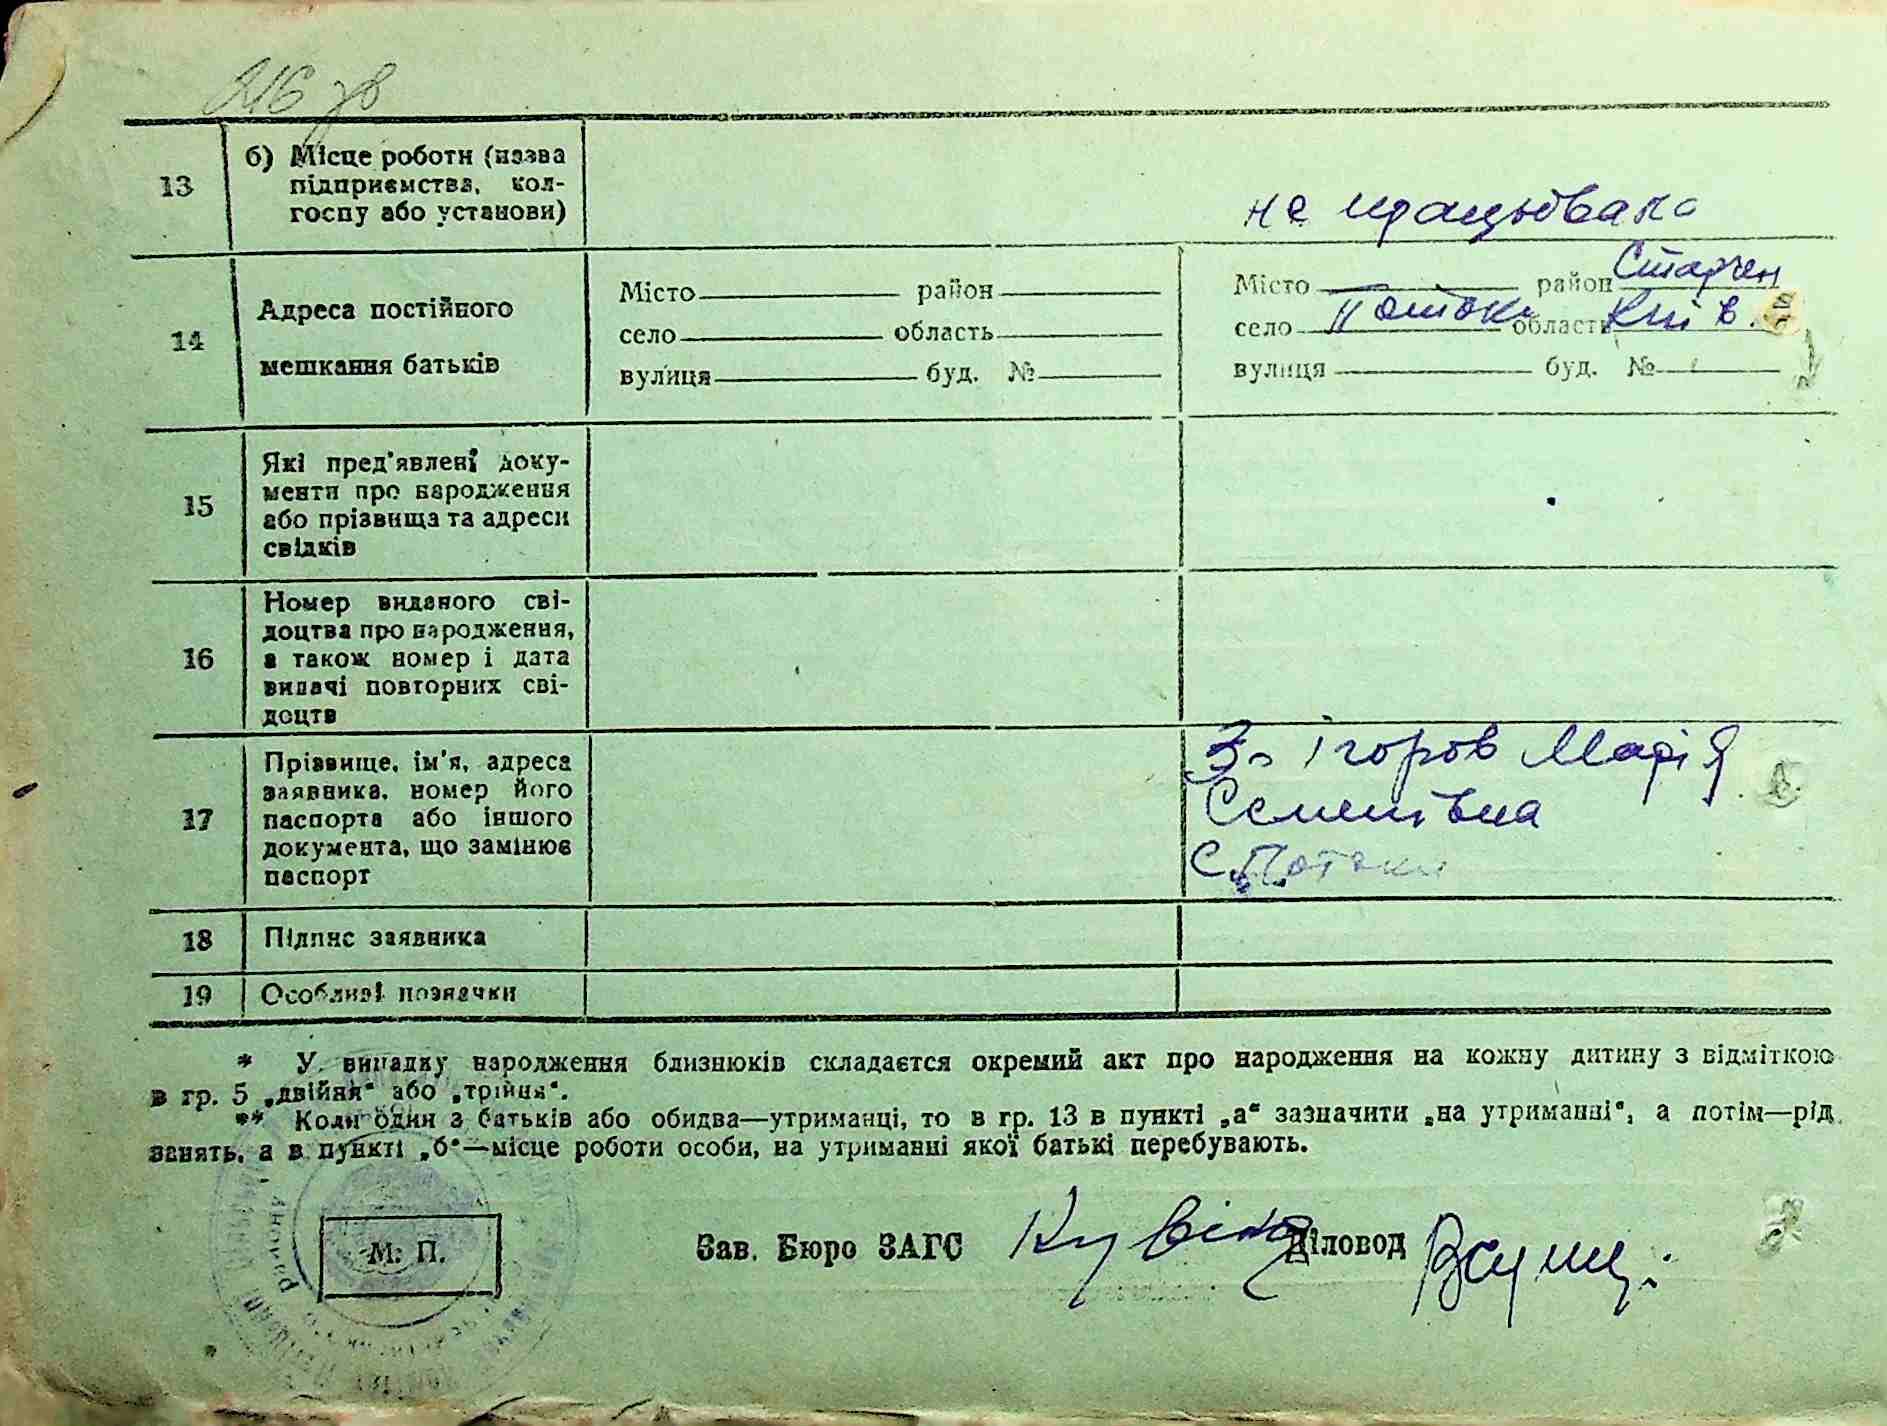 216 зв
13
б) Місце роботи (назва
підприємства, кол-
госпу або установи)
не працювала
14
Адреса постійного
мешкання батьків
Місто район
село область
вулиця буд. №
Місто район Старчен
село Потоки область Київ.
вулиця буд. №
15
Які пред'явлені доку-
менти про народження
або прізвища та адреси
свідків
16
Номер виданого сві-
доцтва про народження,
а також номер і дата
видачі повторних сві-
доцтв
17
Прізвище, ім'я, адреса
заявника, номер його
паспорта або іншого
документа, що замінює
паспорт
Ігоров Марія
Семенівна
с. Потоки
18
Підпис заявника
19
Особливі позначки
* У випадку народження близнюків складаєтся окремий акт про народження на кожну дитину з відміткою
в гр. 5 „двійня“ або „трійня“.
** Коли один з батьків або обидва—утриманці, то в гр. 13 в пункті „а“ зазначити „на утриманні“, а потім—рід
занять, а в пункті „б“—місце роботи особи, на утриманні якої батькі перебувають.
М. П.
Зав. Бюро ЗАГС Діловод